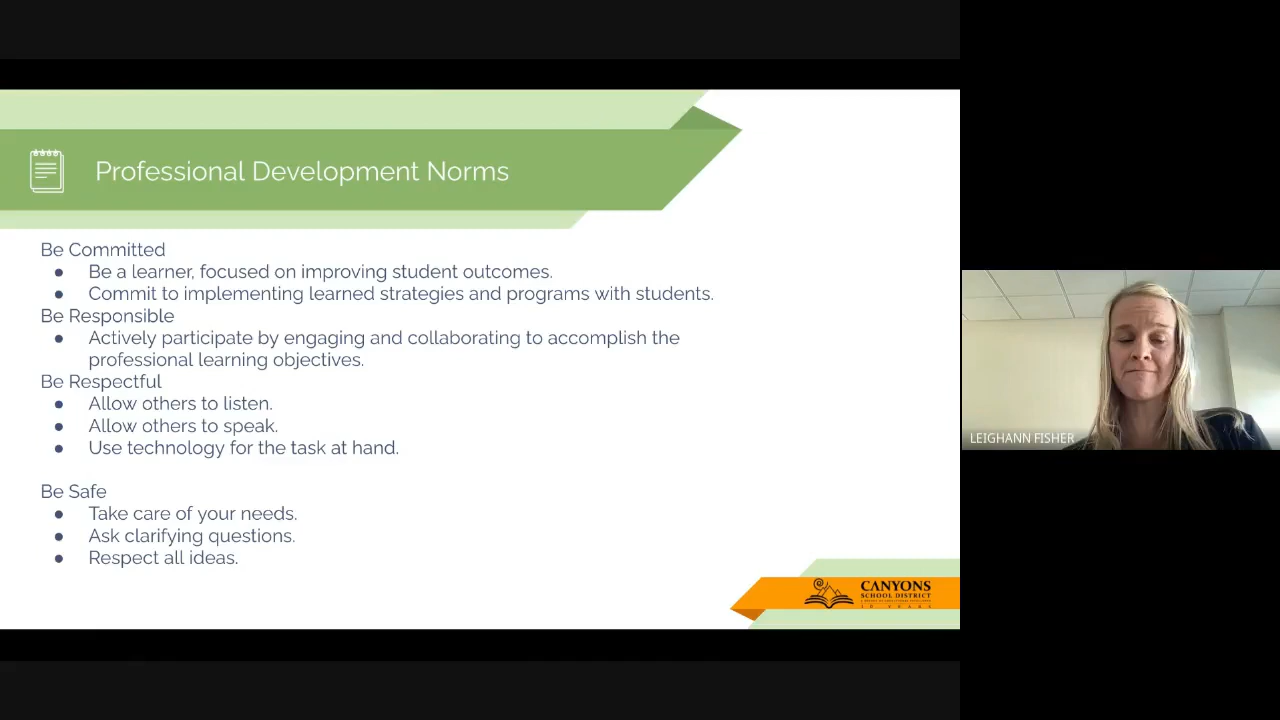 Professional Development Norms
Be Committed
● Be a learner, focused on improving student outcomes.
● Commit to implementing learned strategies and programs with students.
Be Responsible
● Actively participate by engaging and collaborating to accomplish the
professional learning objectives.
Be Respectful
● Allow others to listen.
● Allow others to speak.
● Use technology for the task at hand.
Be Safe
● Take care of your needs.
● Ask clarifying questions.
● Respect all ideas.
CANYONS
SCHOOL DISTRICT
10 YEARS
LEIGHANN FISHER